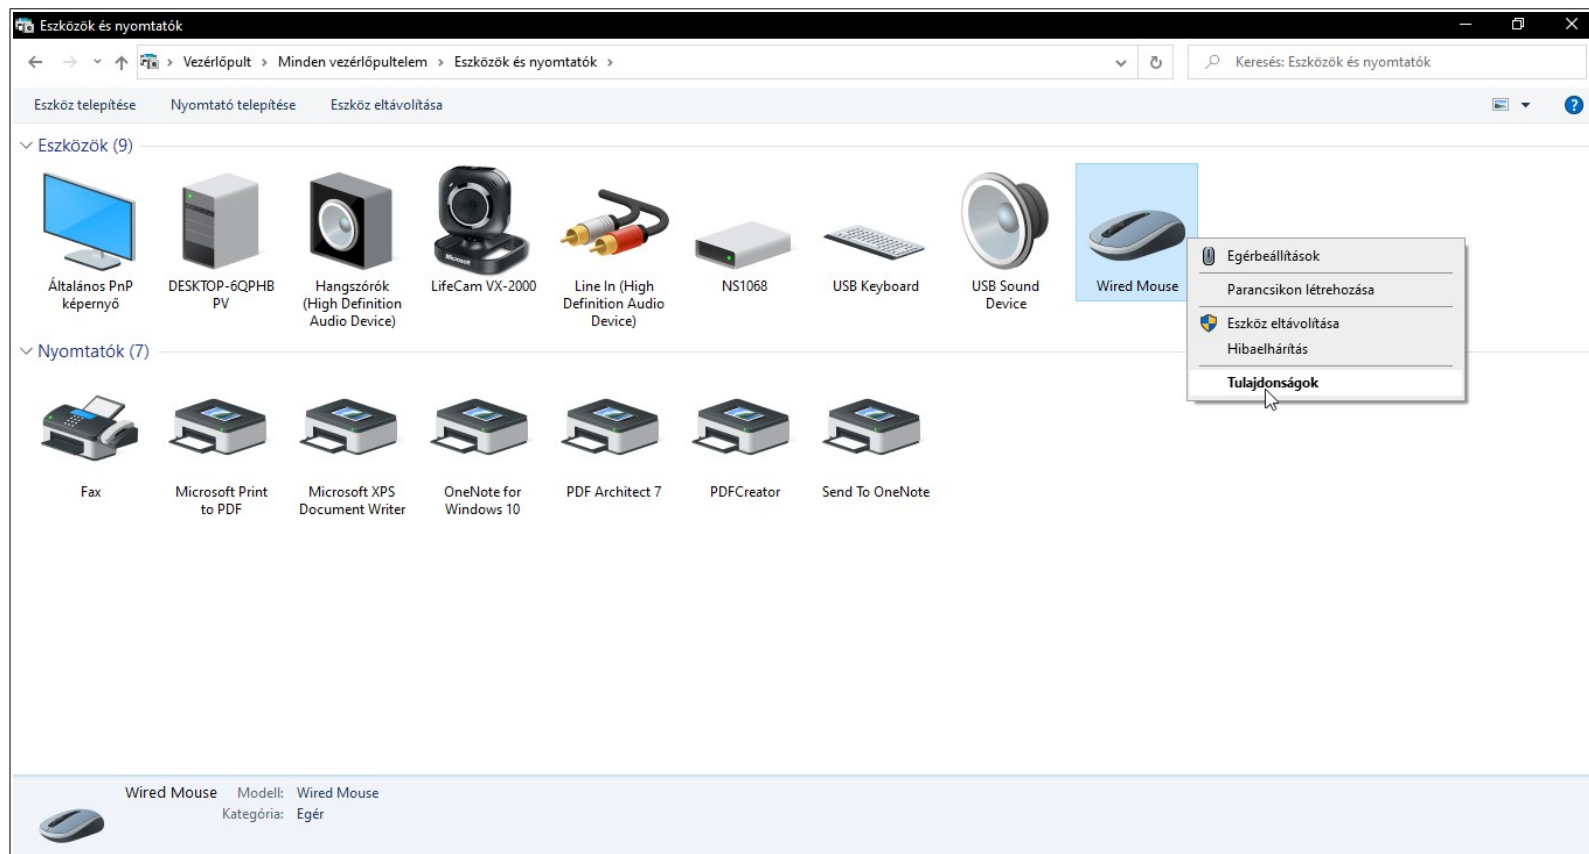 Eszközök és nyomtatók
Vezérlőpult › Minden vezérlőpultelem › Eszközök és nyomtatók ›
Keresés: Eszközök és nyomtatók
Eszköz telepítése Nyomtató telepítése Eszköz eltávolítása
Eszközök (9)
Általános PnP
képernyő
DESKTOP-6QPHB
PV
Hangszórók
(High Definition
Audio Device)
LifeCam VX-2000
Line In (High
Definition Audio
Device)
NS1068
USB Keyboard
USB Sound
Device
Wired Mouse
Egérbeállítások
Parancsikon létrehozása
Eszköz eltávolítása
Hibaelhárítás
Tulajdonságok
Nyomtatók (7)
Fax
Microsoft Print
to PDF
Microsoft XPS
Document Writer
OneNote for
Windows 10
PDF Architect 7
PDFCreator
Send To OneNote
Wired Mouse Modell: Wired Mouse
Kategória: Egér